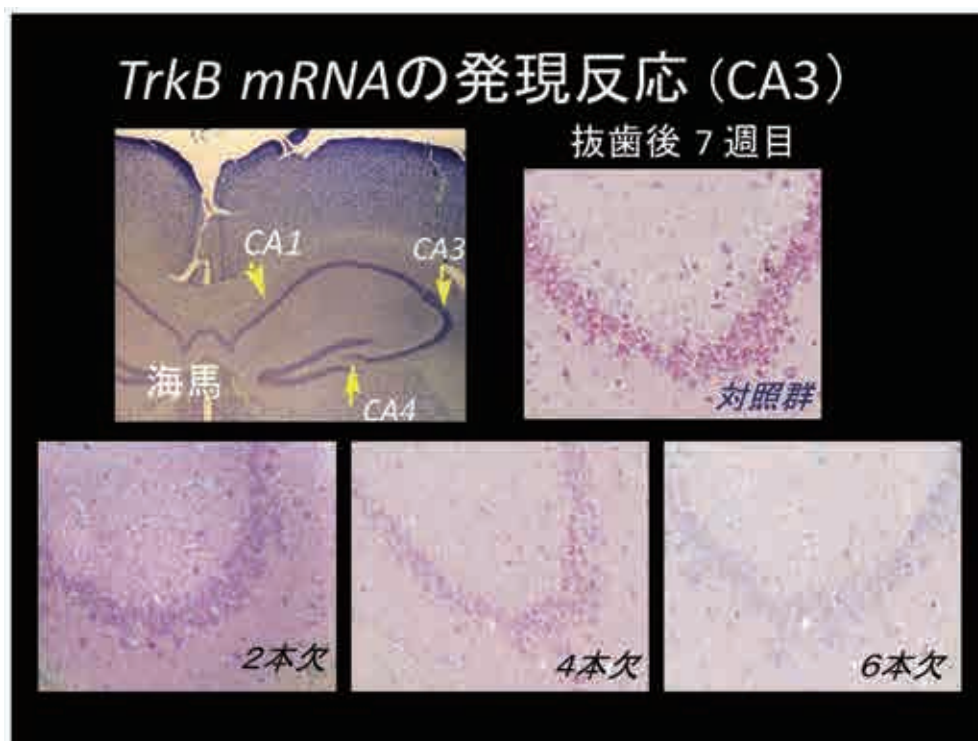 TrkB mRNAの発現反応 (CA3)
抜歯後 7 週目
CA1
CA3
海馬
CA4
対照群
2本欠
4本欠
6本欠